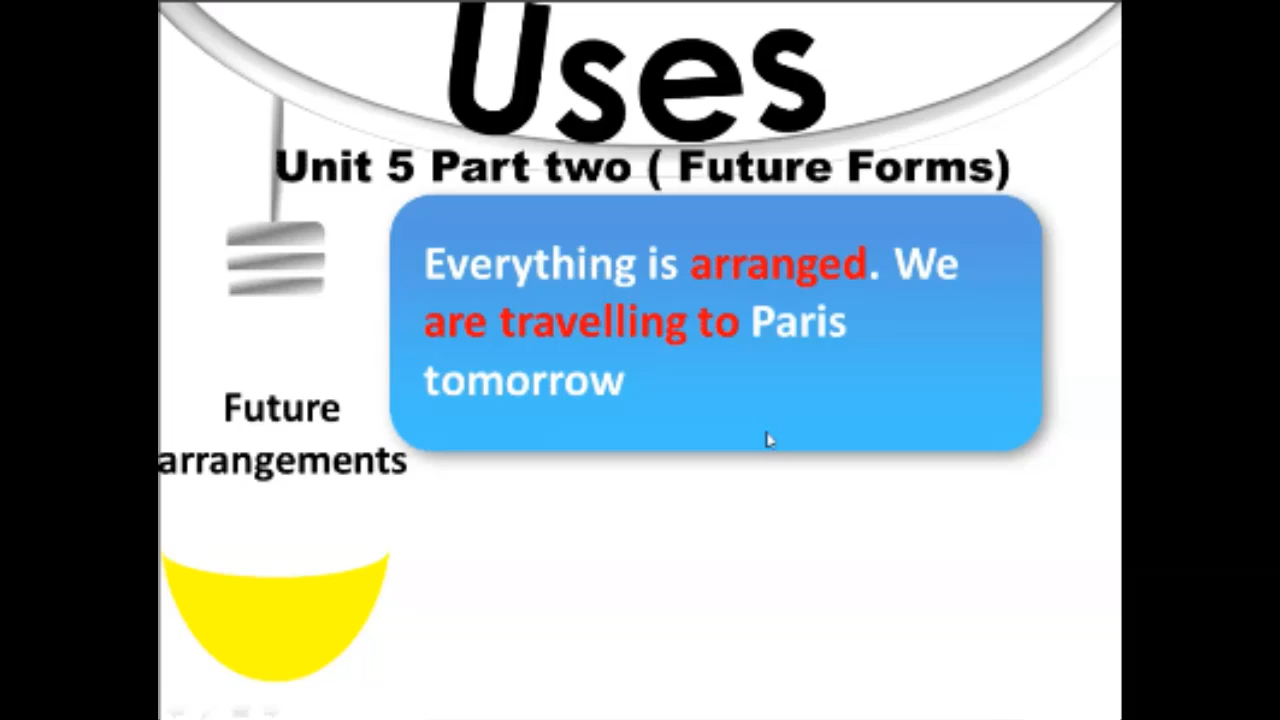 Uses
Unit 5 Part two ( Future Forms)
Everything is arranged. We
are travelling to Paris
tomorrow
Future
arrangements